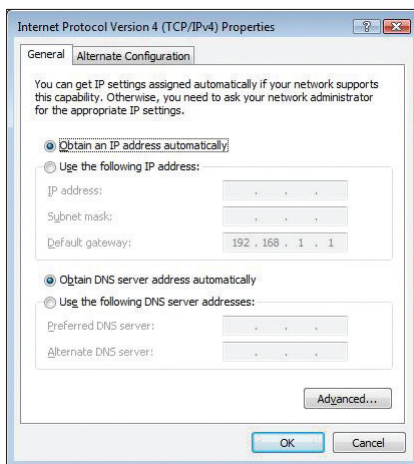 Internet Protocol Version 4 (TCP/IPv4) Properties
General
Alternate Configuration
You can get IP settings assigned automatically if your network supports
this capability. Otherwise, you need to ask your network administrator
for the appropriate IP settings.
Obtain an IP address automatically
Use the following IP address:
IP address:
Subnet mask:
Default gateway: 192 . 168 . 1 . 1
Obtain DNS server address automatically
Use the following DNS server addresses:
Preferred DNS server:
Alternate DNS server:
Advanced...
OK
Cancel